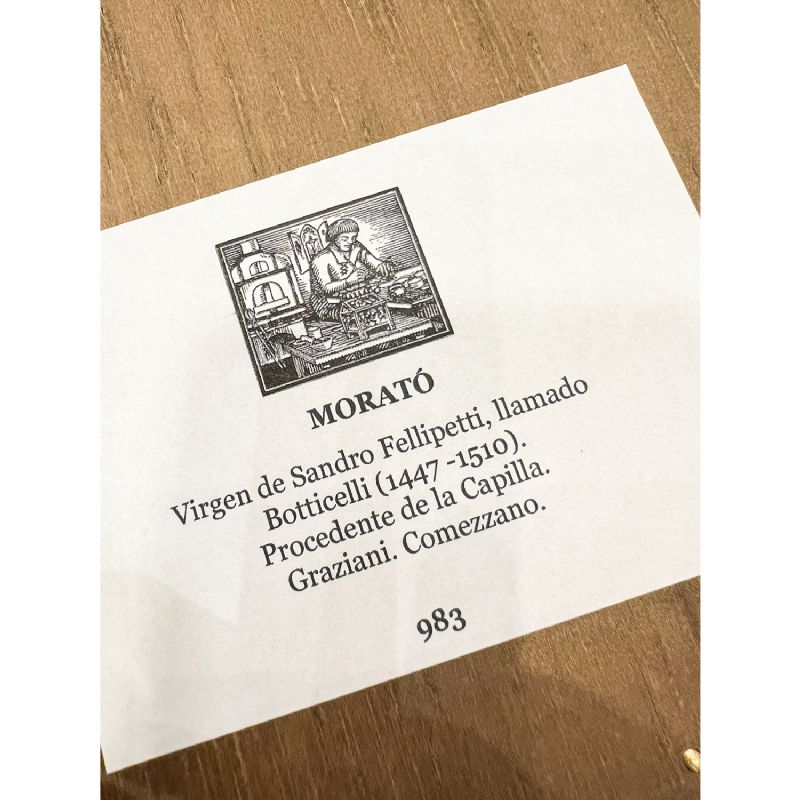 MORATÓ
Virgen de Sandro Fellipetti, llamado
Botticelli (1447 -1510).
Procedente de la Capilla.
Graziani. Comezzano.
983